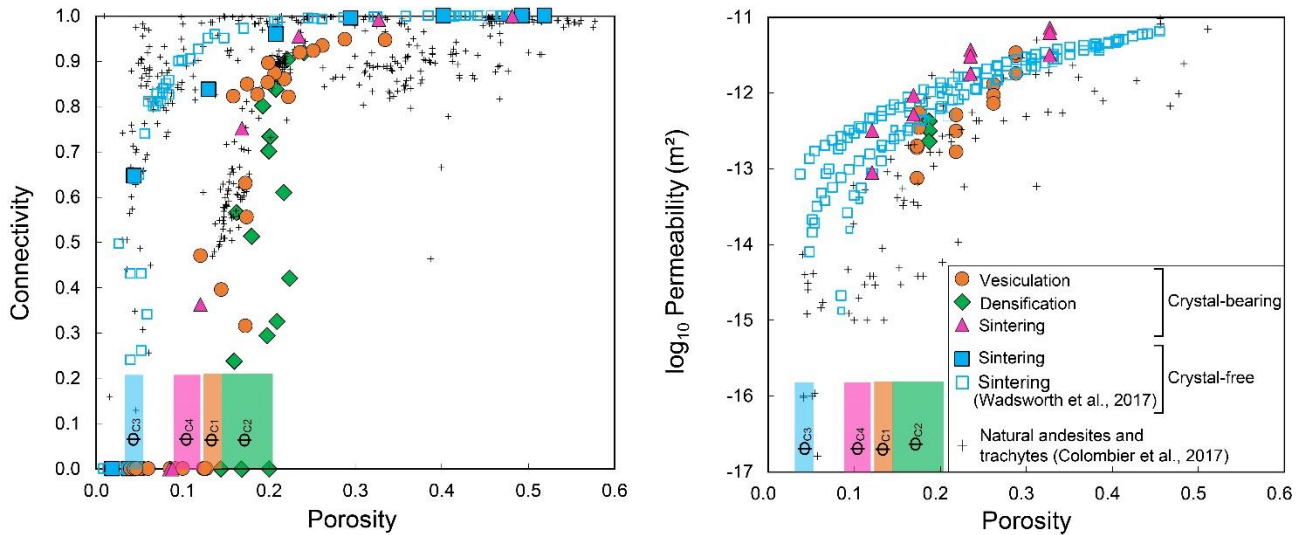 1.0
0.9
0.8
0.7
0.6
0.5
0.4
0.3
0.2
0.1
0.0
Connectivity
ΦC3
ΦC4
ΦC1
ΦC2
0.0 0.1 0.2 0.3 0.4 0.5 0.6
Porosity
-11
-12
-13
-14
-15
-16
-17
log10 Permeability (m²)
ΦC3
ΦC4
ΦC1
ΦC2
0.0 0.1 0.2 0.3 0.4 0.5 0.6
Porosity
Vesiculation
Densification
Sintering
Crystal-bearing
Sintering
Sintering
(Wadsworth et al., 2017)
Crystal-free
Natural andesites and
trachytes (Colombier et al., 2017)